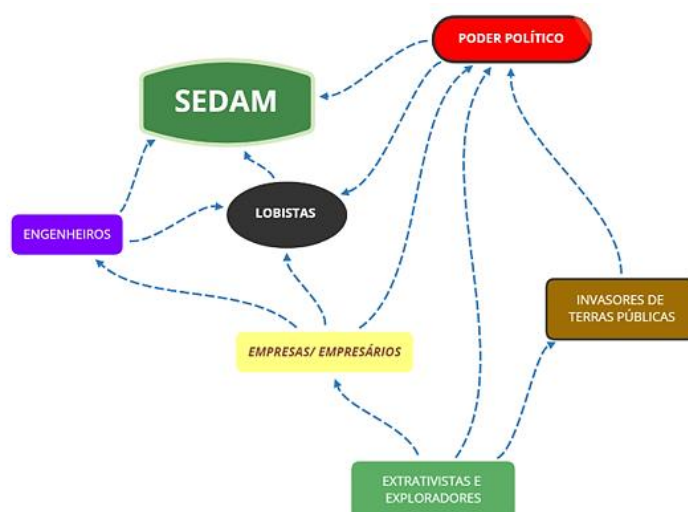 PODER POLÍTICO
SEDAM
LOBISTAS
ENGENHEIROS
INVASORES DE
TERRAS PÚBLICAS
EMPRESAS/ EMPRESÁRIOS
EXTRATIVISTAS E
EXPLORADORES